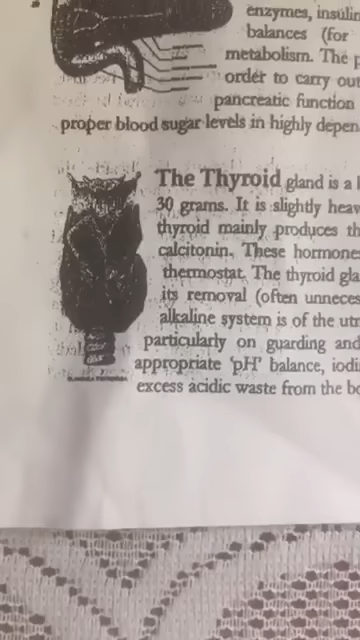 enzymes, insulin
balances (for
metabolism. The p
order to carry out
pancreatic function
proper blood sugar levels in highly depen
The Thyroid gland is a l
30 grams. It is slightly heav
thyroid mainly produces th
calcitonin. These hormone
thermostat. The thyroid gla
its removal (often unneces
alkaline system is of the utr
particularly on guarding and
appropriate 'pH' balance, iodi
excess acidic waste from the bo